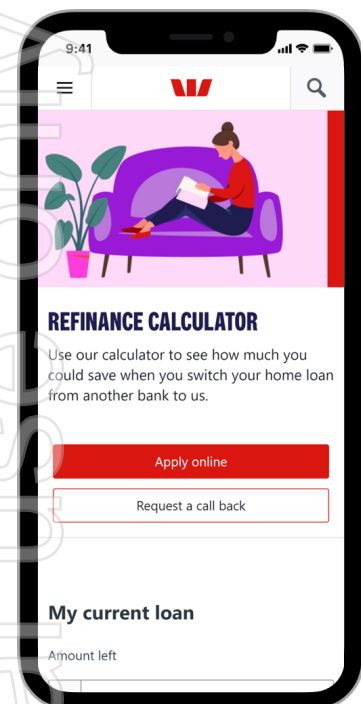 9:41
REFINANCE CALCULATOR
Use our calculator to see how much you
could save when you switch your home loan
from another bank to us.
Apply online
Request a call back
My current loan
Amount left